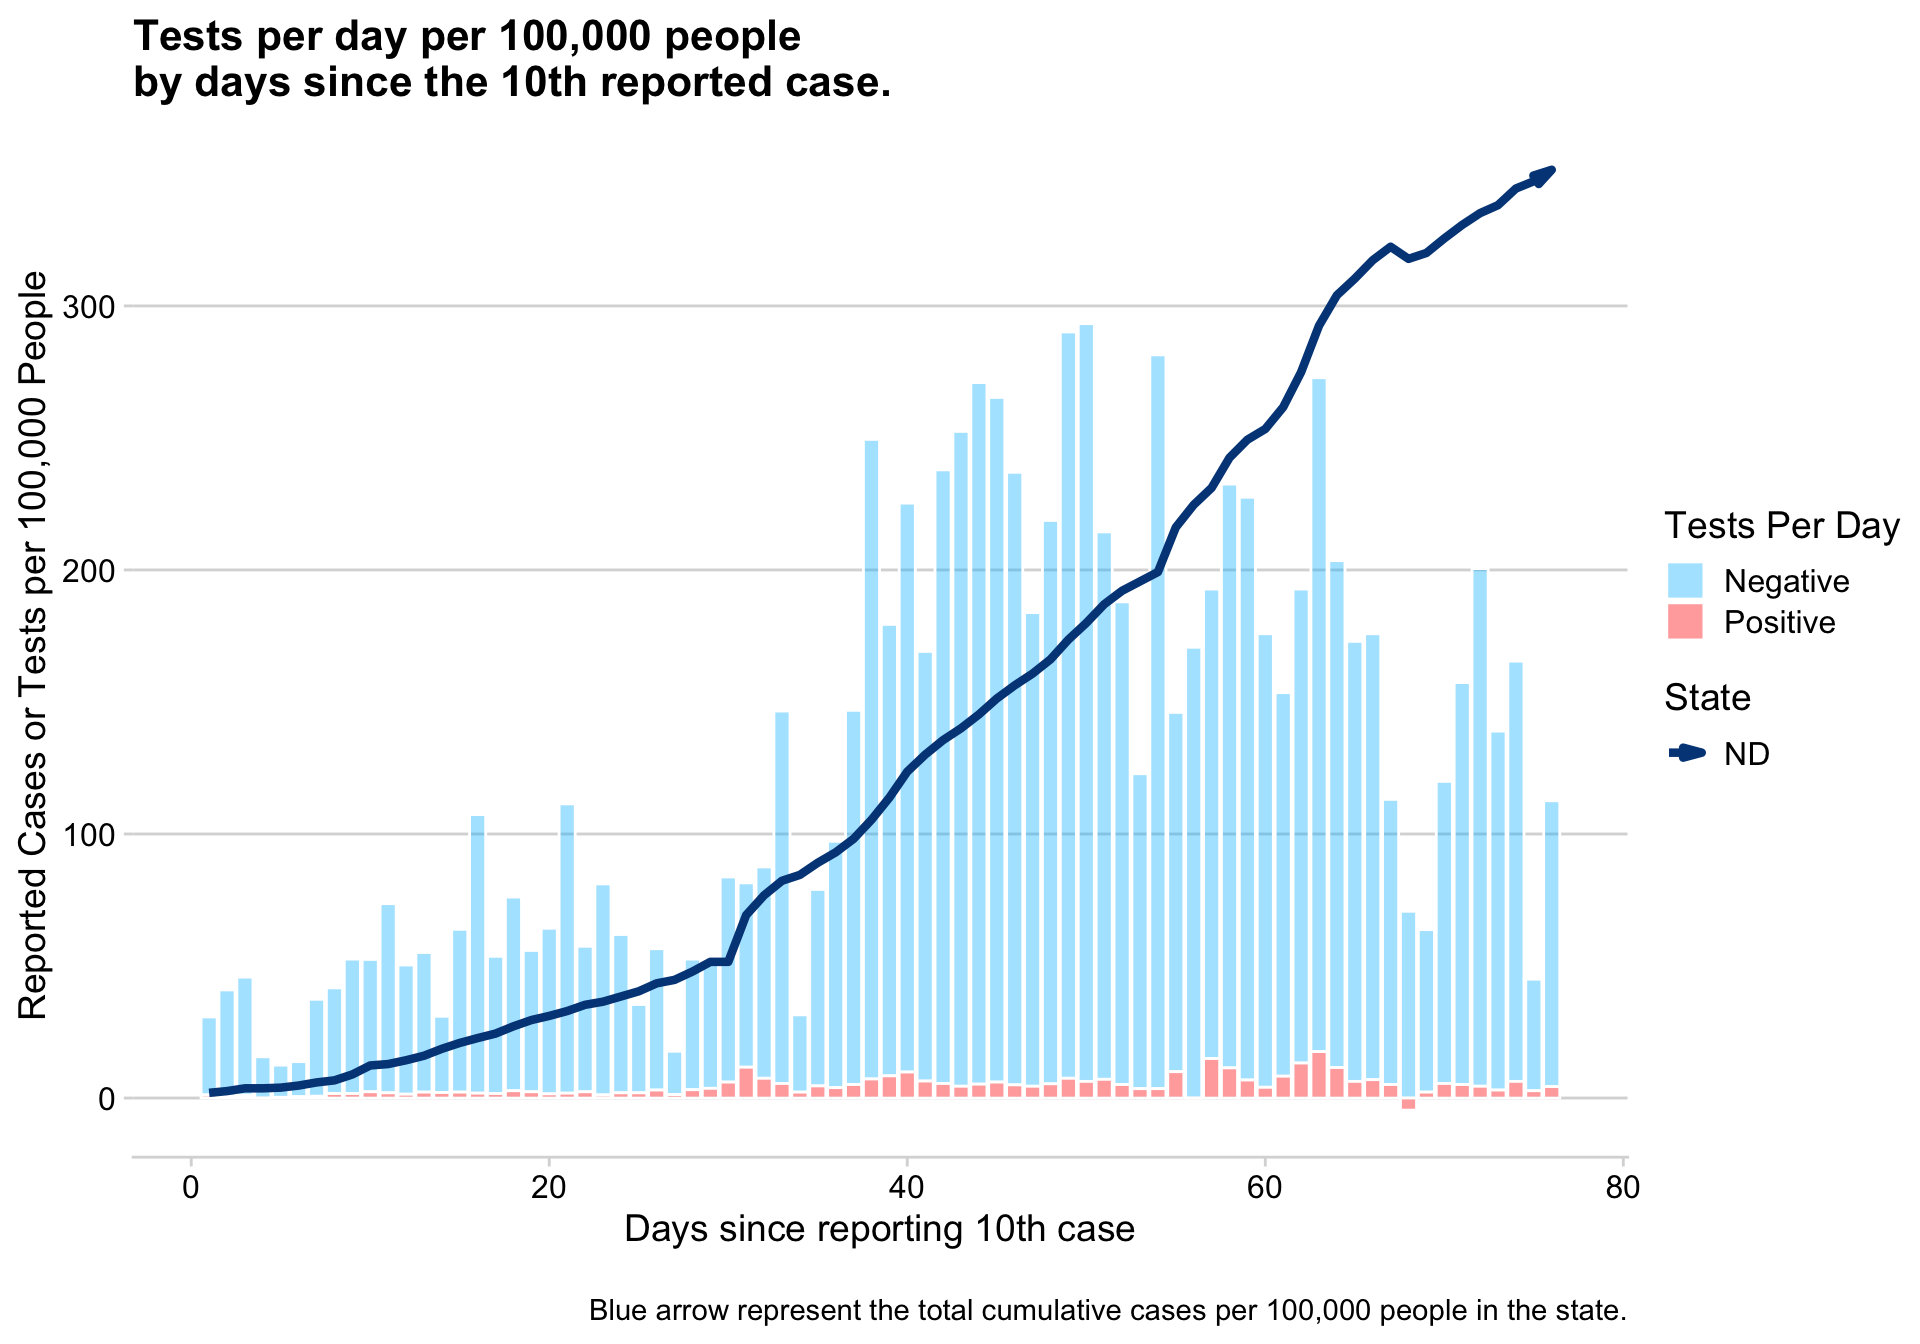 Tests per day per 100,000 people
by days since the 10th reported case.
Reported Cases or Tests per 100,000 People
300
200
100
0
0
20
40
60
80
Days since reporting 10th case
Tests Per Day
Negative
Positive
State
ND
Blue arrow represent the total cumulative cases per 100,000 people in the state.